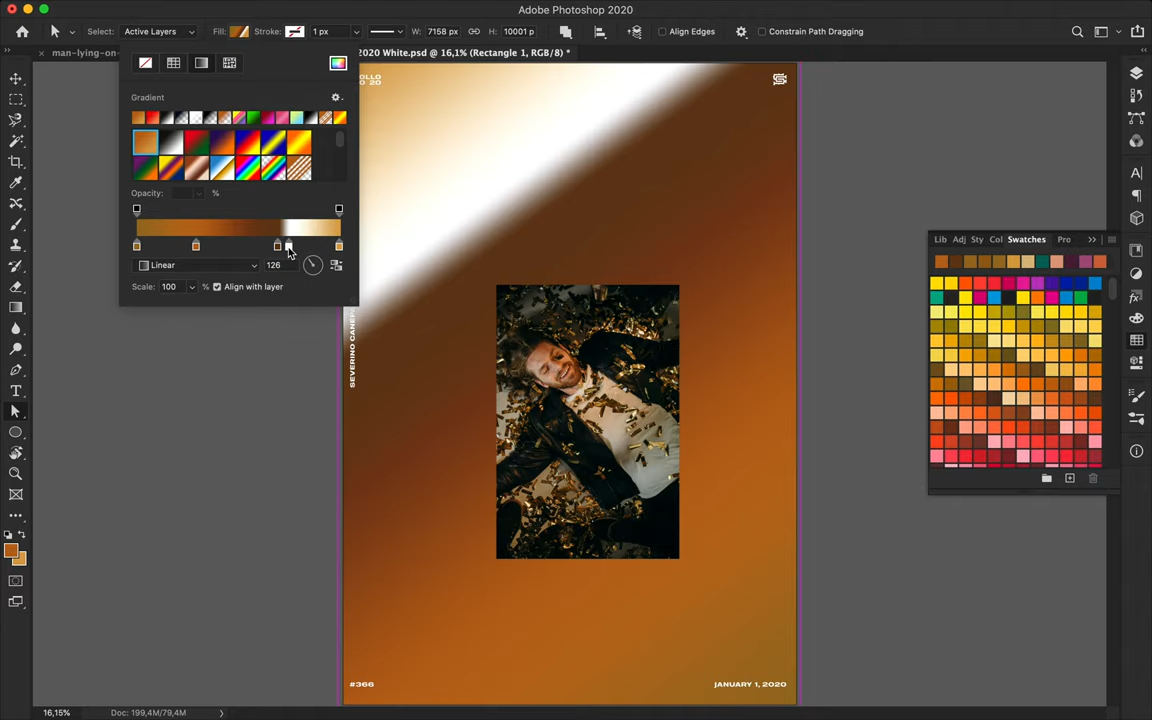 Adobe Photoshop 2020
Select: Active Layers Fill: Stroke: 1 px W: 7158 px H: 10001 p Align Edges Constrain Path Dragging
man-lying-on- 2020 White.psd @ 16,1% (Rectangle 1, RGB/8) *
OLLO
20
Gradient
Opacity: %
Linear 126
Scale: 100 % Align with layer
Lib Adj Sty Col Swatches Pro
#366 JANUARY 1, 2020
16,15% Doc: 199,4M/79,4M